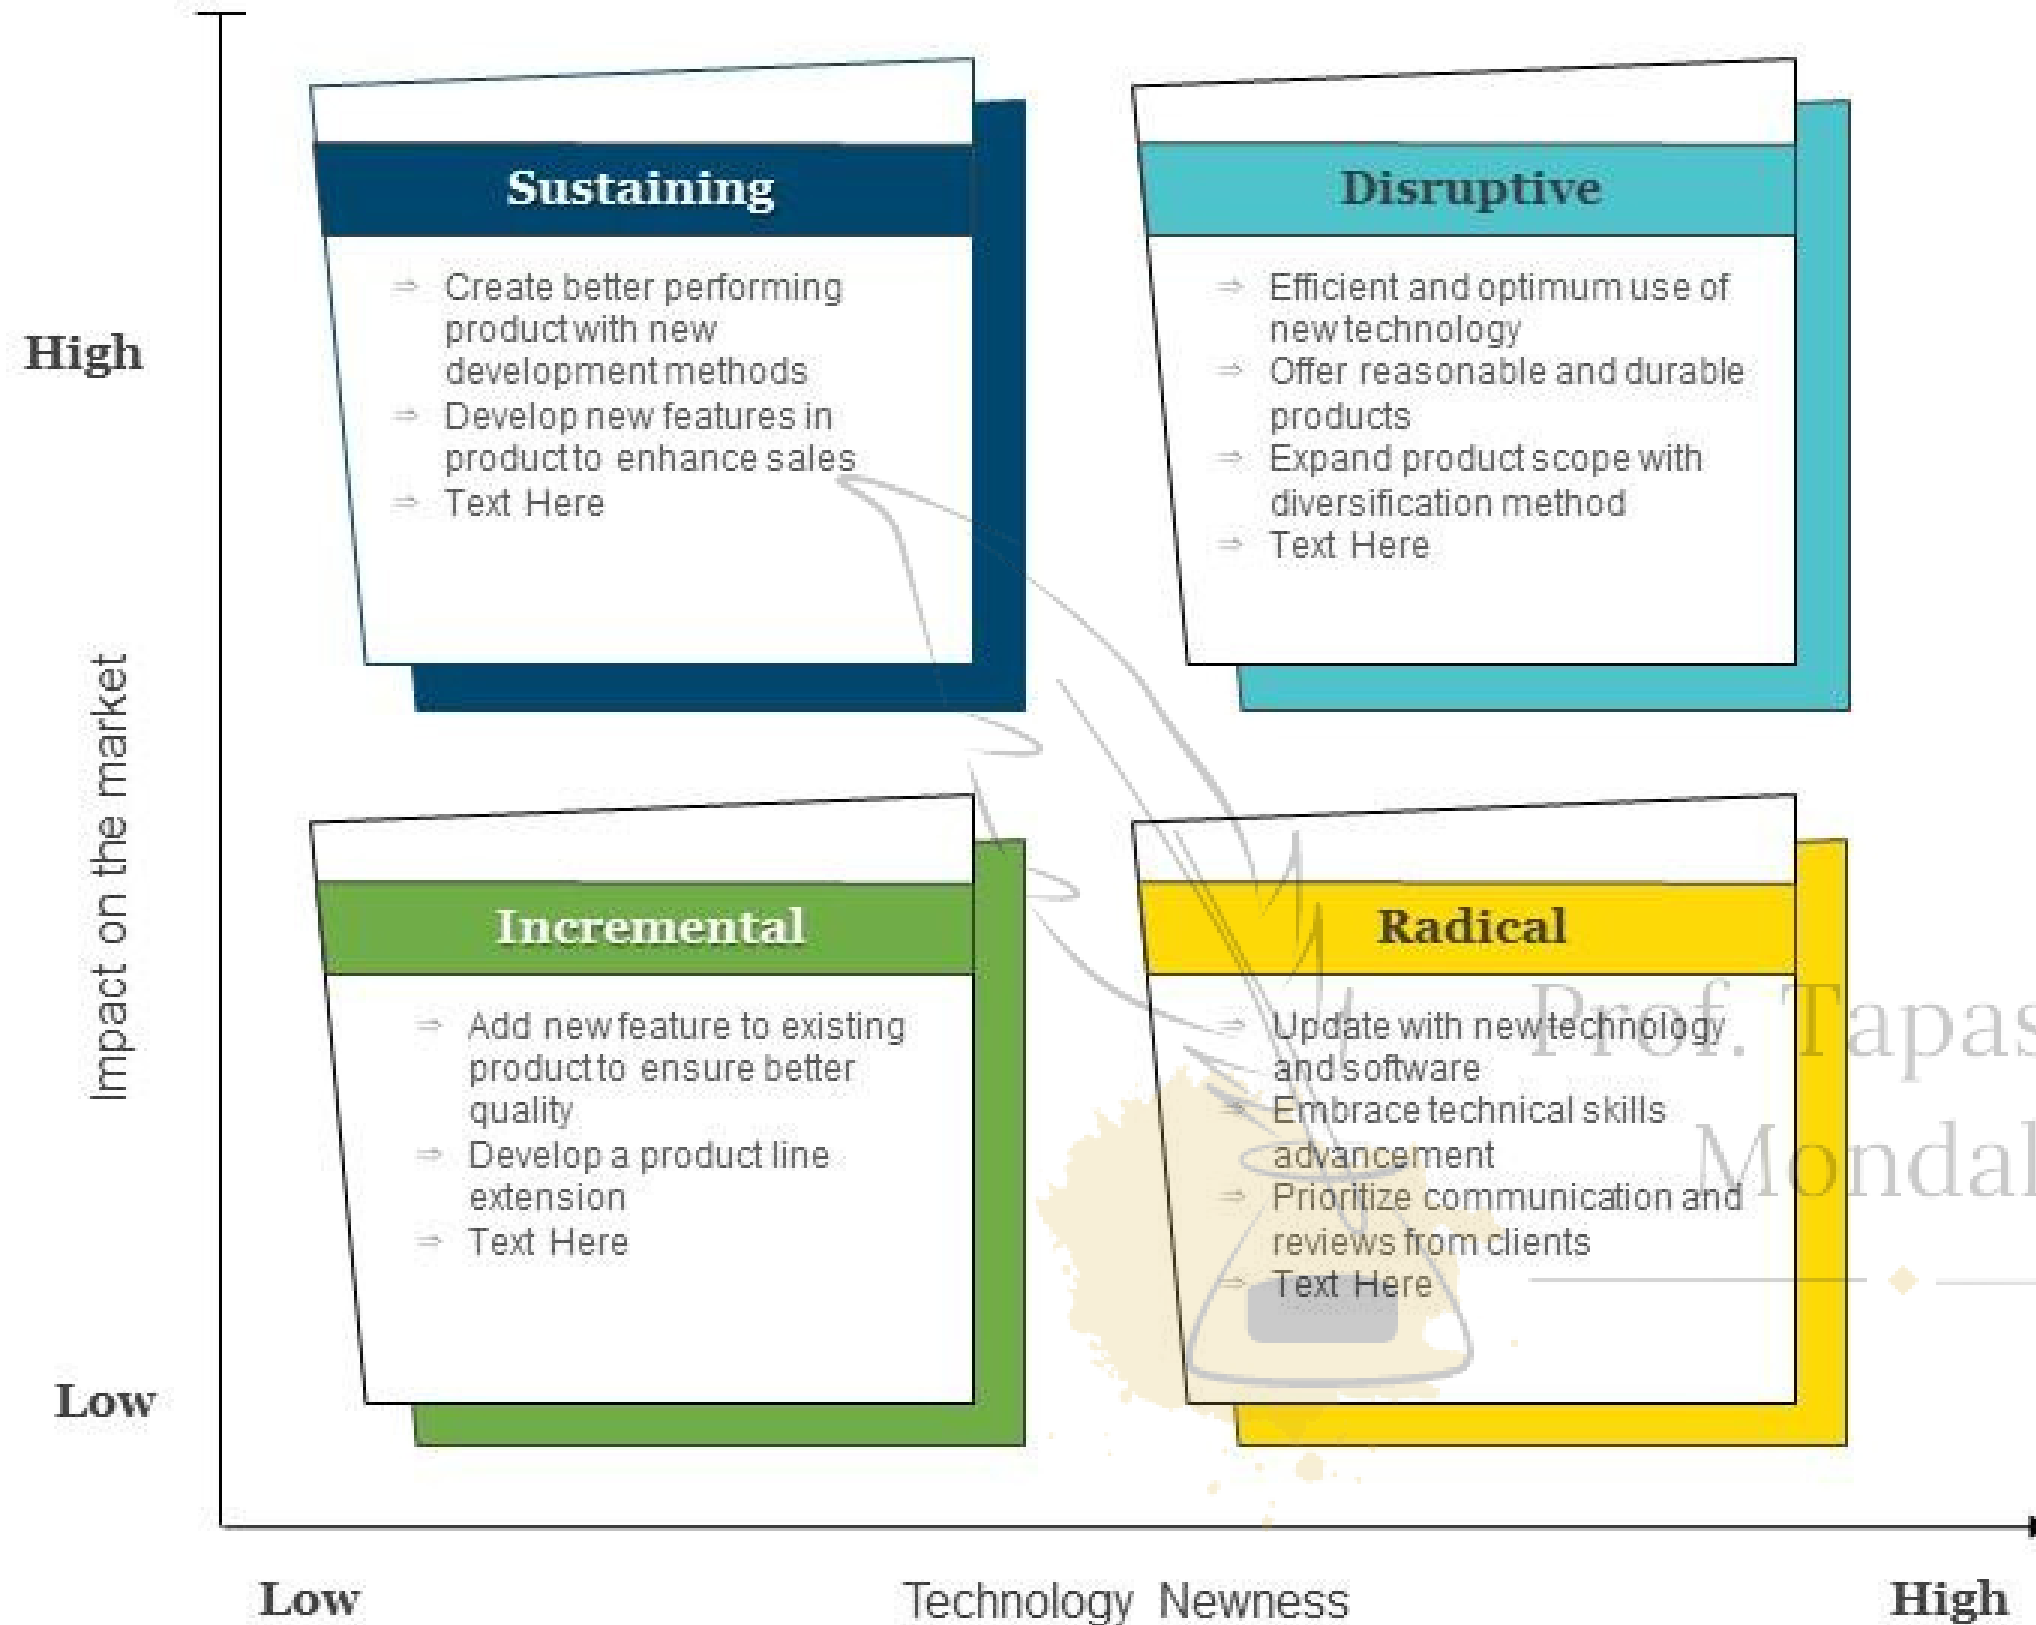 Sustaining
Create better performing
product with new
development methods
Develop new features in
product to enhance sales
Text Here
Disruptive
Efficient and optimum use of
new technology
Offer reasonable and durable
products
Expand product scope with
diversification method
Text Here
High
Impact on the market
Low
Incremental
Add new feature to existing
product to ensure better
quality
Develop a product line
extension
Text Here
Radical
Update with new technology
and software
Embrace technical skills
advancement
Prioritize communication and
reviews from clients
Text Here
Prof. Tapas
Mondal
Low
Technology Newness
High